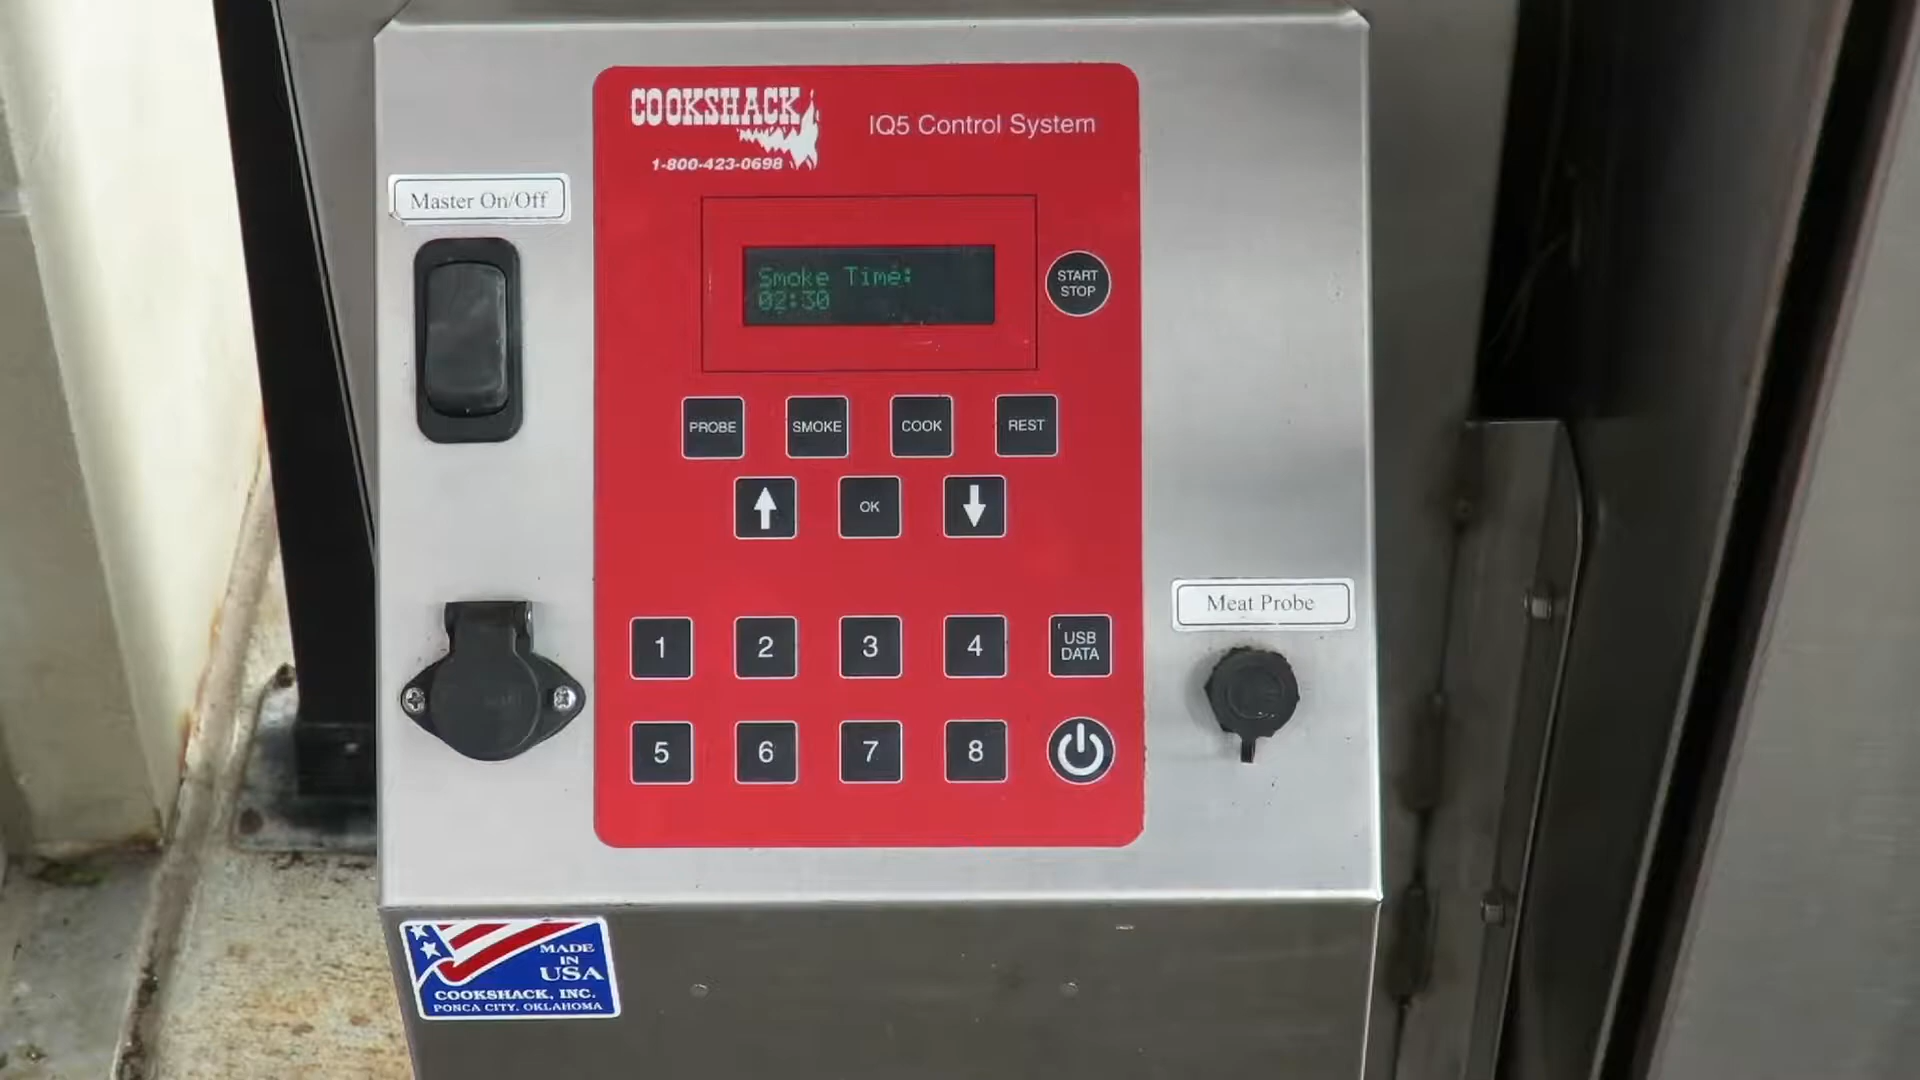 COOKSHACK
1-800-423-0698
IQ5 Control System
Master On/Off
Smoke Time:
02:30
START
STOP
PROBE
SMOKE
COOK
REST
OK
1
2
3
4
USB
DATA
Meat Probe
5
6
7
8
MADE
IN
USA
COOKSHACK, INC.
PONCA CITY, OKLAHOMA